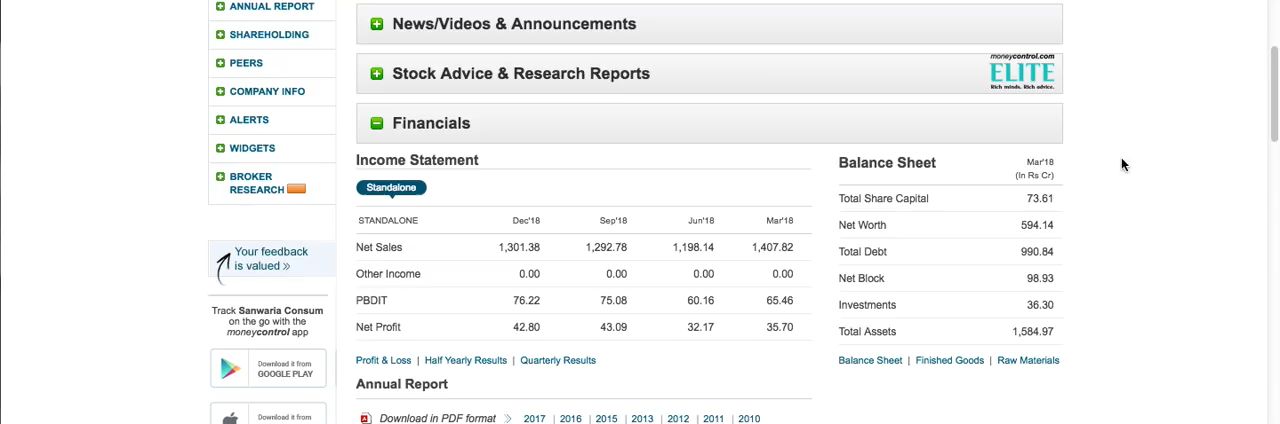 ANNUAL REPORT
SHAREHOLDING
PEERS
COMPANY INFO
ALERTS
WIDGETS
BROKER
RESEARCH
Your feedback
is valued »
Track Sanwaria Consum
on the go with the
moneycontrol app
Download it from
GOOGLE PLAY
Download it from
News/Videos & Announcements
Stock Advice & Research Reports
moneycontrol.com
ELITE
Rich minds. Rich advice.
Financials
Income Statement
Standalone
STANDALONE Dec'18 Sep'18 Jun'18 Mar'18
Net Sales 1,301.38 1,292.78 1,198.14 1,407.82
Other Income 0.00 0.00 0.00 0.00
PBDIT 76.22 75.08 60.16 65.46
Net Profit 42.80 43.09 32.17 35.70
Profit & Loss | Half Yearly Results | Quarterly Results
Balance Sheet Mar'18
(In Rs Cr)
Total Share Capital 73.61
Net Worth 594.14
Total Debt 990.84
Net Block 98.93
Investments 36.30
Total Assets 1,584.97
Balance Sheet | Finished Goods | Raw Materials
Annual Report
Download in PDF format » 2017 | 2016 | 2015 | 2013 | 2012 | 2011 | 2010